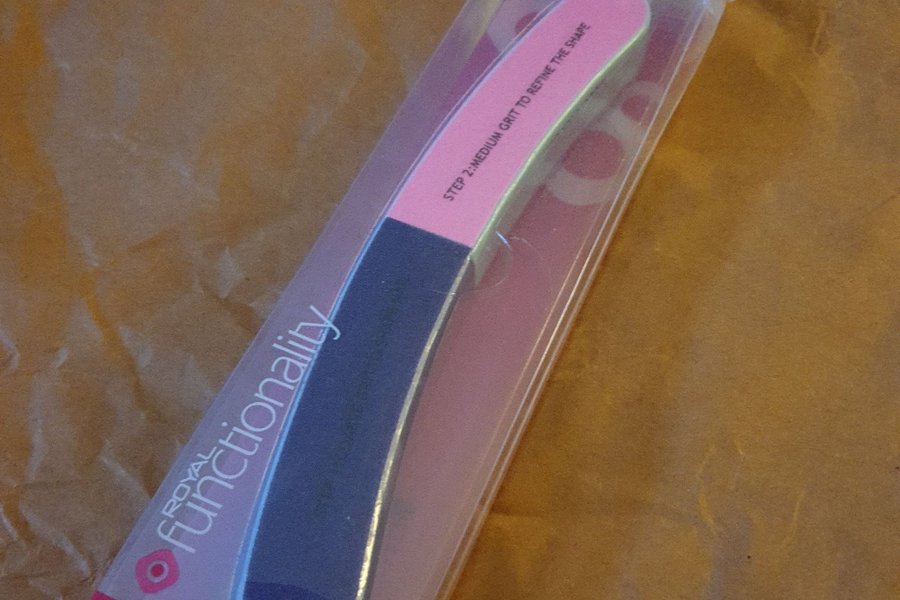 STEP 2:MEDIUM GRIT TO REFINE THE SHAPE
ROYAL
functionality